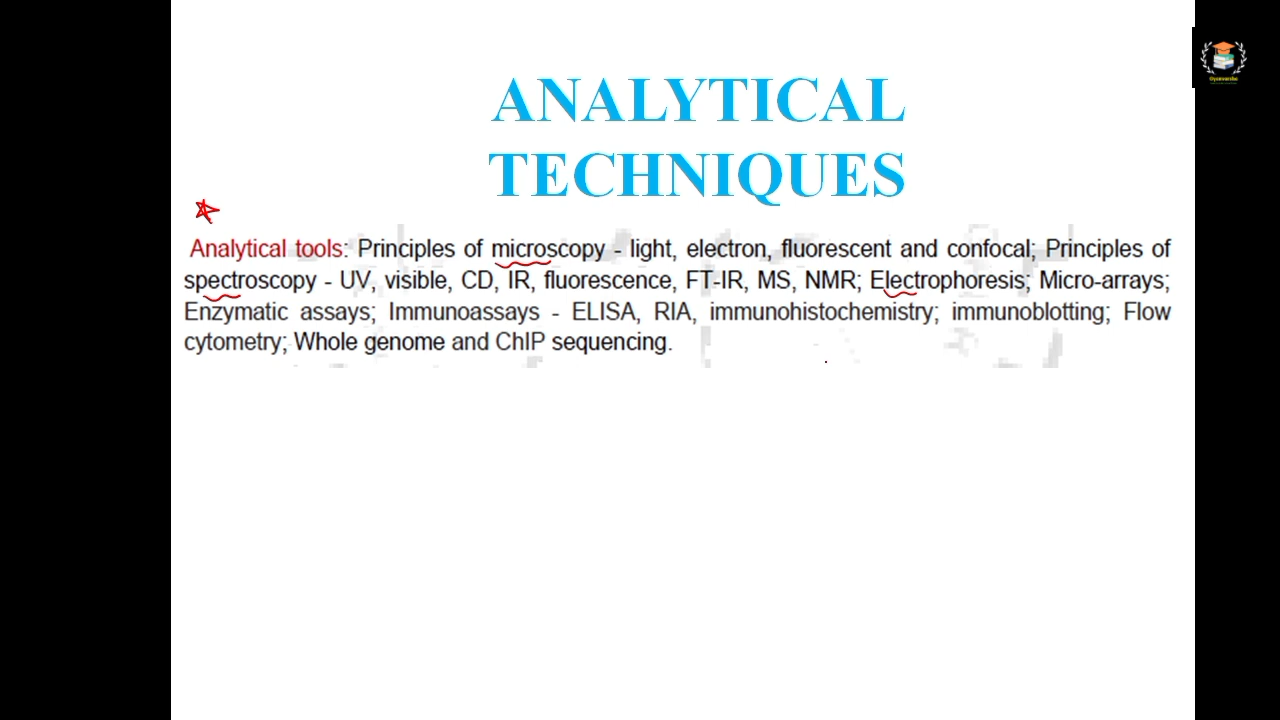 ANALYTICAL
TECHNIQUES
Analytical tools: Principles of microscopy - light, electron, fluorescent and confocal; Principles of
spectroscopy - UV, visible, CD, IR, fluorescence, FT-IR, MS, NMR; Electrophoresis; Micro-arrays;
Enzymatic assays; Immunoassays - ELISA, RIA, immunohistochemistry; immunoblotting; Flow
cytometry; Whole genome and ChIP sequencing.